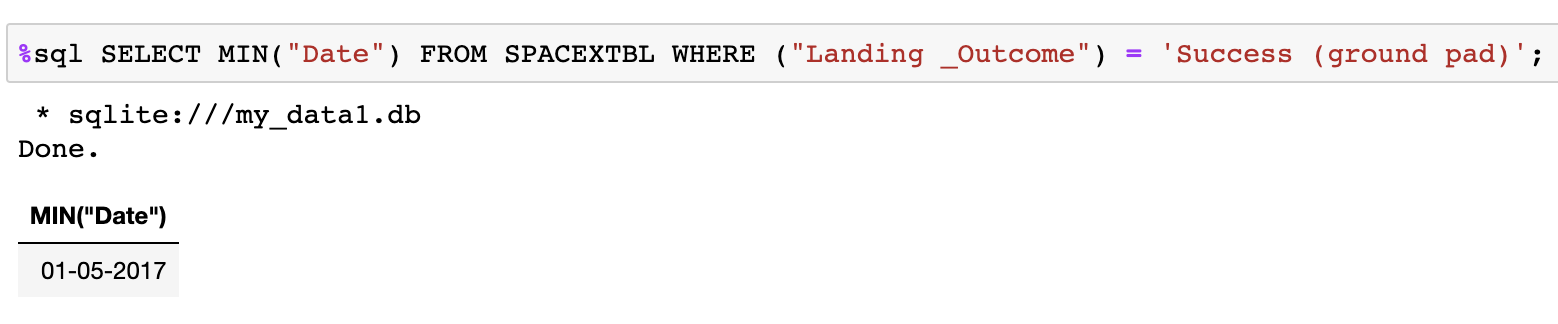 %sql SELECT MIN("Date") FROM SPACEXTBL WHERE ("Landing _Outcome") = 'Success (ground pad)';
* sqlite:///my_data1.db
Done.
MIN("Date")
01-05-2017